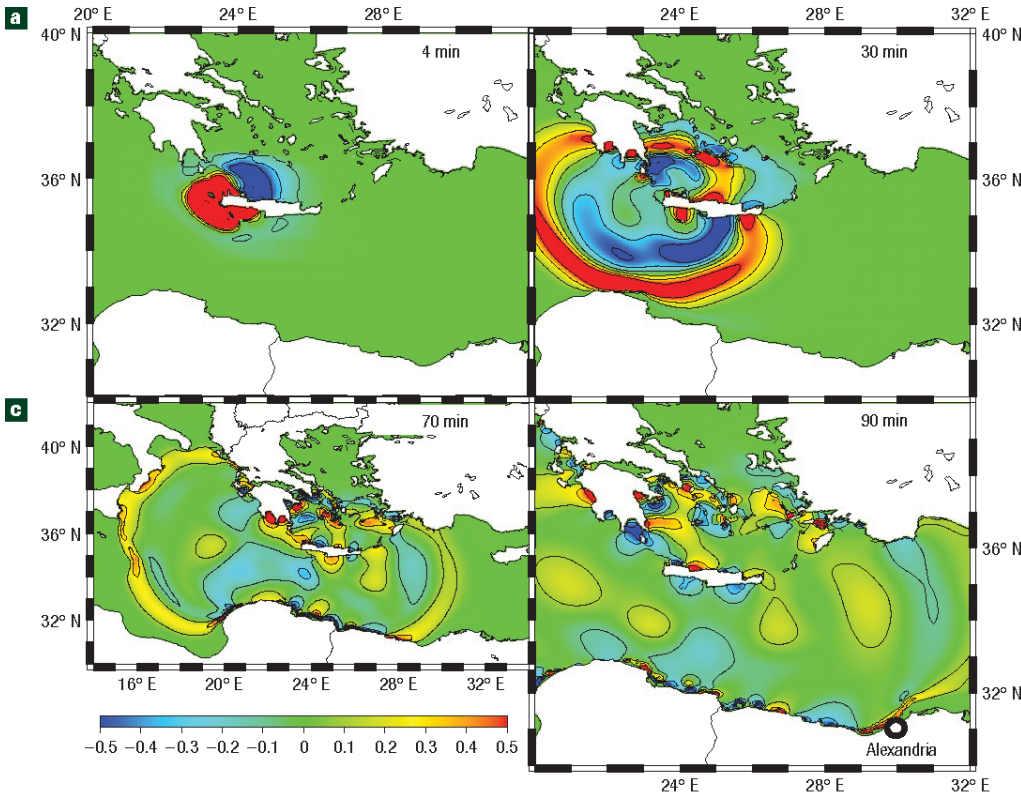 a
20° E 24° E 28° E 24° E 28° E 32° E
40° N 4 min 30 min 40° N
36° N 36° N
32° N 32° N
c
70 min 90 min
40° N
36° N 36° N
32° N 32° N
16° E 20° E 24° E 28° E 32° E
−0.5 −0.4 −0.3 −0.2 −0.1 0 0.1 0.2 0.3 0.4 0.5
Alexandria
24° E 28° E 32° E